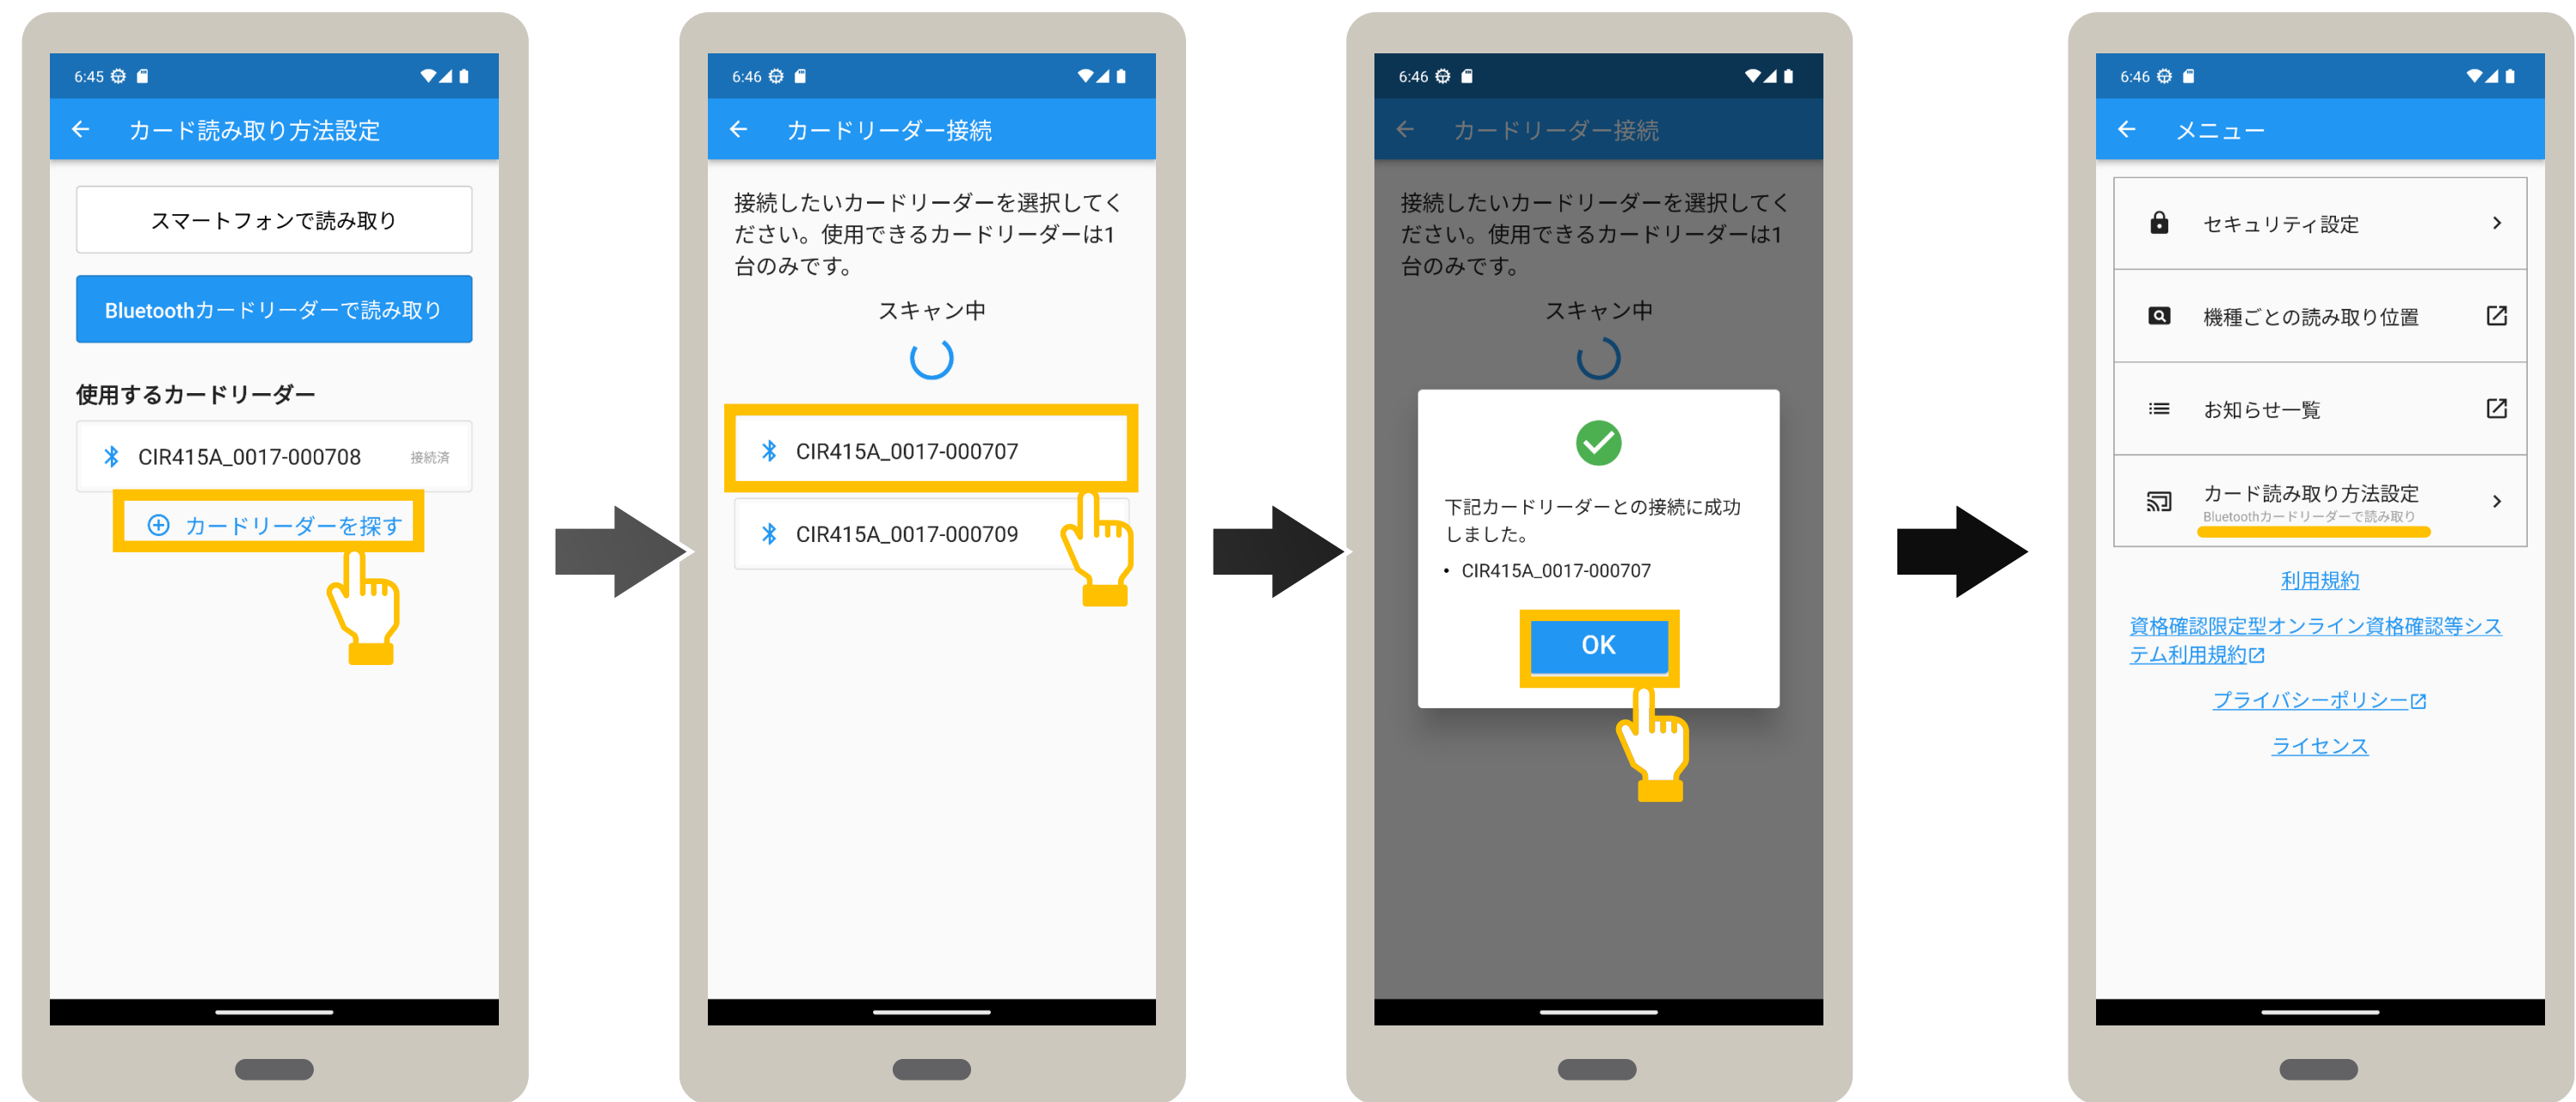 6:45
カード読み取り方法設定
スマートフォンで読み取り
Bluetoothカードリーダーで読み取り
使用するカードリーダー
CIR415A_0017-000708 接続済
カードリーダーを探す
6:46
カードリーダー接続
接続したいカードリーダーを選択してく
ださい。使用できるカードリーダーは1
台のみです。
スキャン中
CIR415A_0017-000707
CIR415A_0017-000709
6:46
カードリーダー接続
接続したいカードリーダーを選択してく
ださい。使用できるカードリーダーは1
台のみです。
スキャン中
下記カードリーダーとの接続に成功
しました。
• CIR415A_0017-000707
OK
6:46
メニュー
セキュリティ設定
機種ごとの読み取り位置
お知らせ一覧
カード読み取り方法設定
Bluetoothカードリーダーで読み取り
利用規約
資格確認限定型オンライン資格確認等シス
テム利用規約
プライバシーポリシー
ライセンス